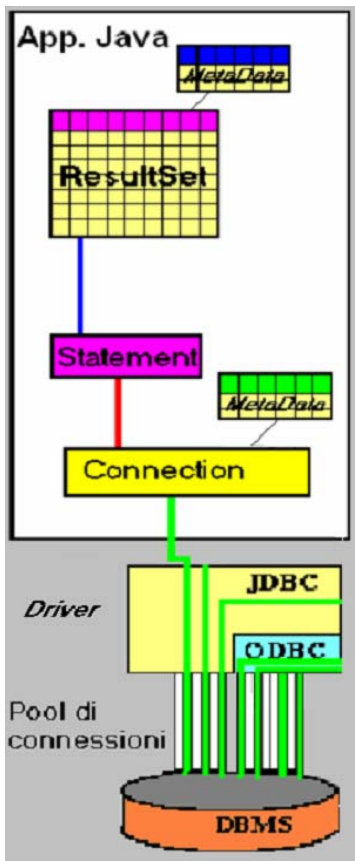 App. Java
MetaData
ResultSet
Statement
MetaData
Connection
JDBC
Driver
ODBC
Pool di
connessioni
DBMS